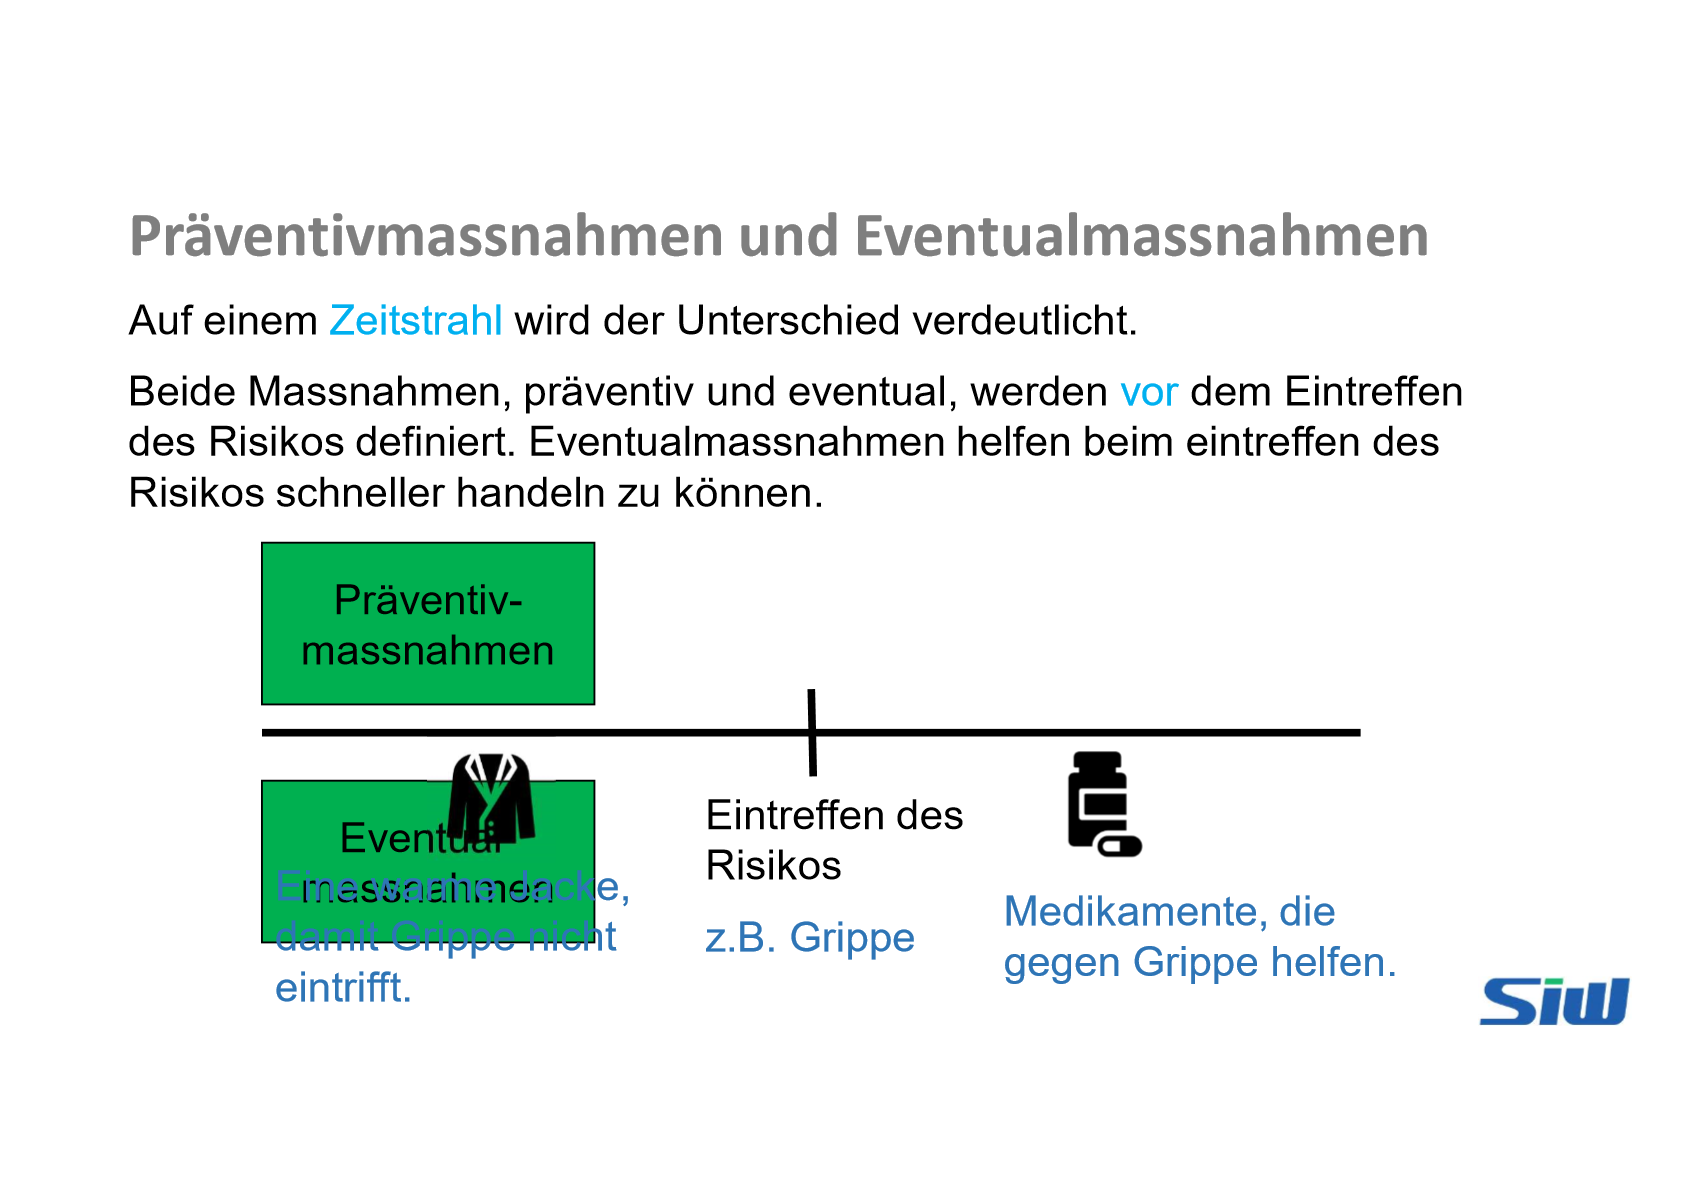 Präventivmassnahmen und Eventualmassnahmen
Auf einem Zeitstrahl wird der Unterschied verdeutlicht.
Beide Massnahmen, präventiv und eventual, werden vor dem Eintreffen
des Risikos definiert. Eventualmassnahmen helfen beim eintreffen des
Risikos schneller handeln zu können.
Präventiv-
massnahmen
Eventual-
massnahmen
Eine warme Jacke,
damit Grippe nicht
eintrifft.
Eintreffen des
Risikos
z.B. Grippe
Medikamente, die
gegen Grippe helfen.
Siw